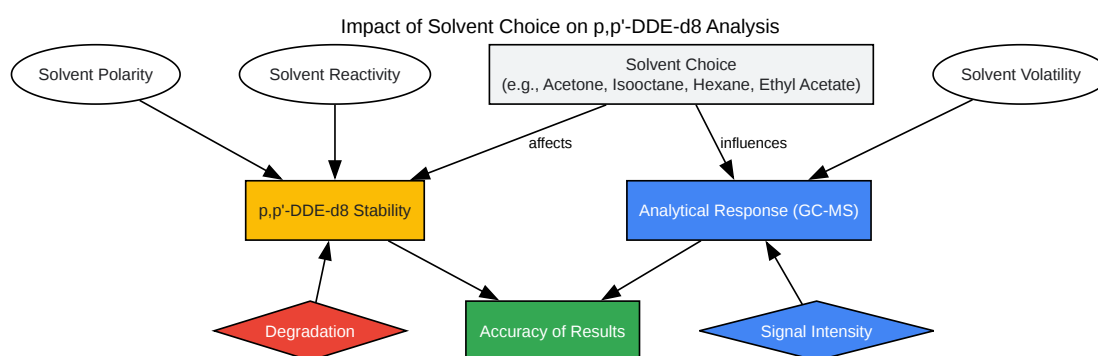 Impact of Solvent Choice on p,p'-DDE-d8 Analysis
Solvent Polarity
Solvent Reactivity
Solvent Choice
(e.g., Acetone, Isooctane, Hexane, Ethyl Acetate)
Solvent Volatility
affects
influences
p,p'-DDE-d8 Stability
Analytical Response (GC-MS)
Degradation
Accuracy of Results
Signal Intensity